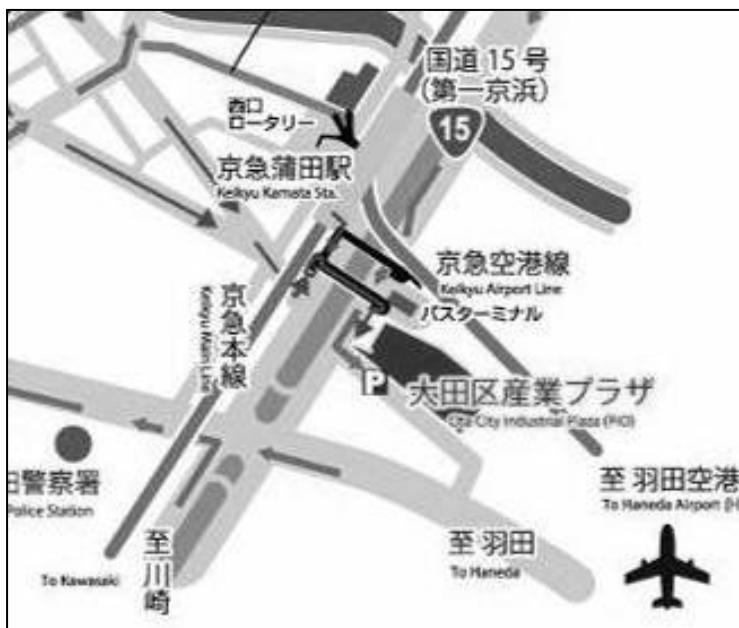 国道 15 号
（第一京浜）
15
西口
ロータリー
京急蒲田駅
Keikyu Kamata Sta.
京急空港線
Keikyu Airport Line
バスターミナル
京急本線
Keikyu Main Line
P
大田区産業プラザ
Ota City Industrial Plaza (PiO)
田警察署
Police Station
至 羽田空港
To Haneda Airport (H
至 羽田
To Haneda
至 川崎
To Kawasaki